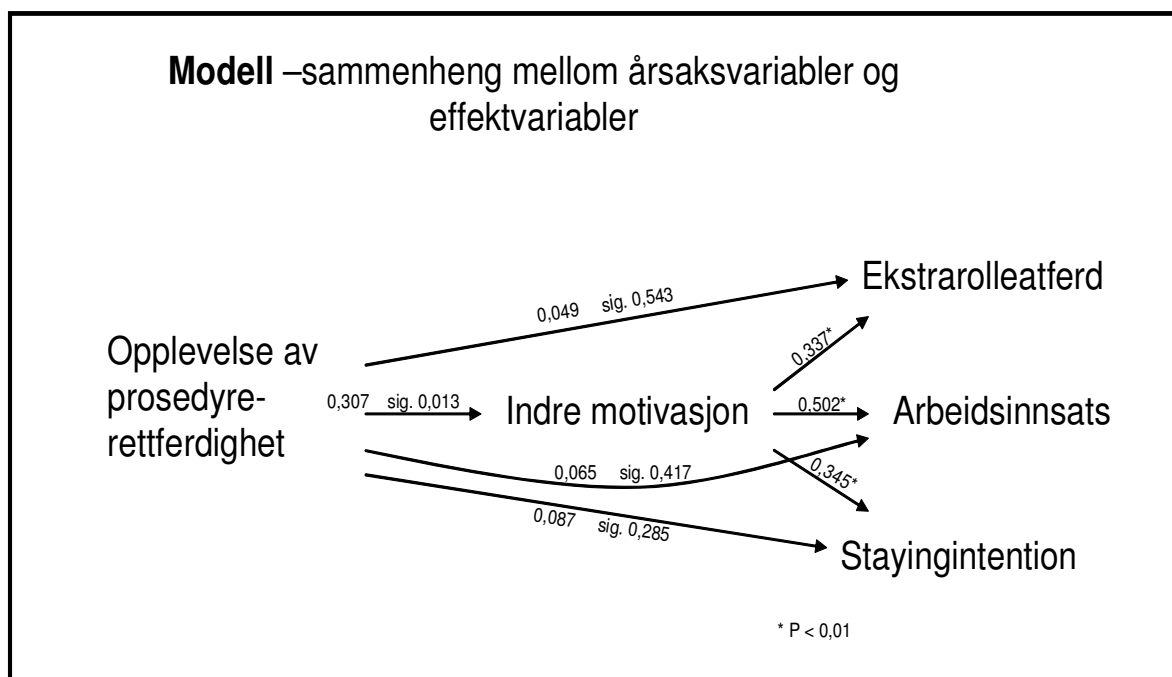 Modell –sammenheng mellom årsaksvariabler og
effektvariabler
Ekstrarolleatferd
0,049 sig. 0,543
0,337*
Opplevelse av
prosedyre-
rettferdighet
0,307 sig. 0,013
Indre motivasjon
0,502*
Arbeidsinnsats
0,065 sig. 0,417
0,345*
0,087 sig. 0,285
Stayingintention
* P < 0,01